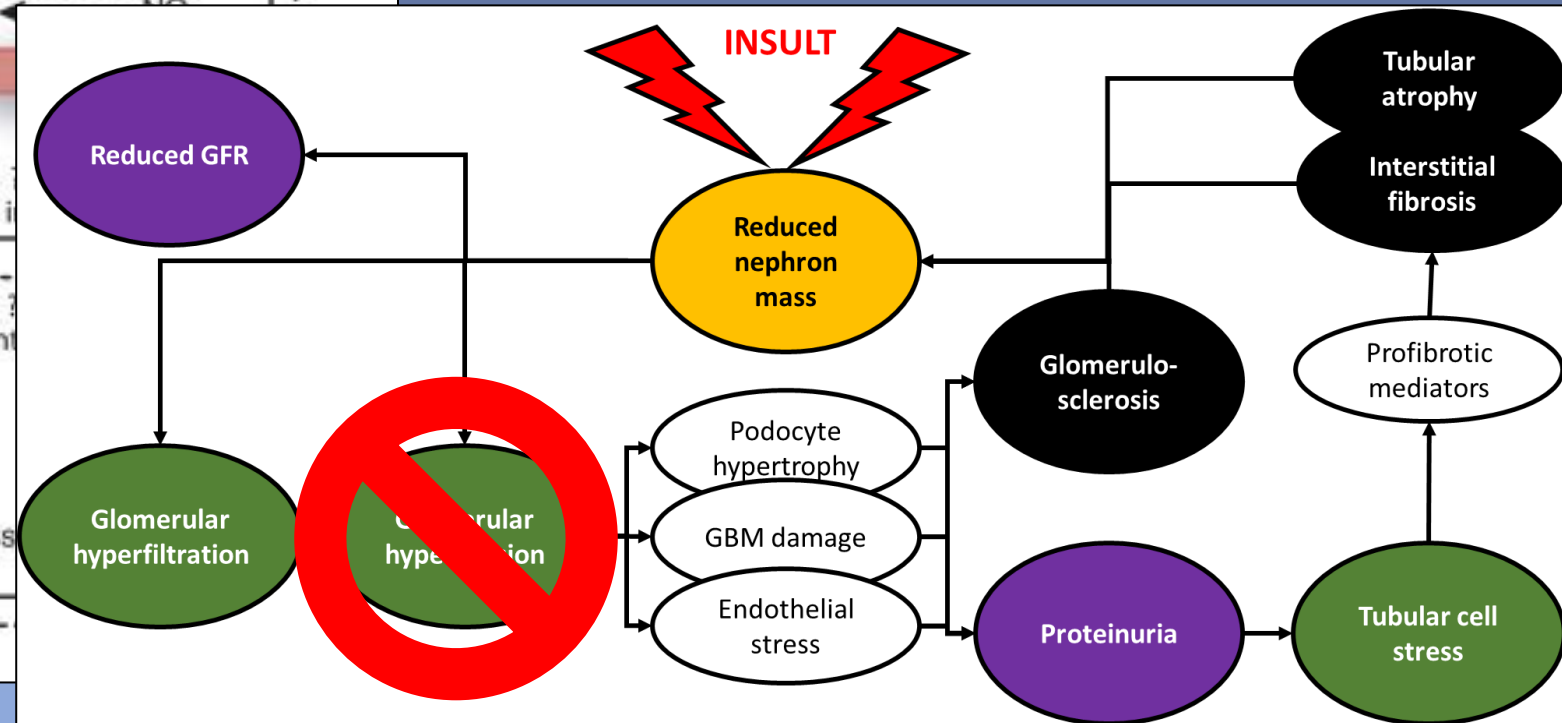 INSULT
Reduced GFR
Reduced
nephron
mass
Tubular
atrophy
Interstitial
fibrosis
Glomerulo-
sclerosis
Profibrotic
mediators
Glomerular
hyperfiltration
Podocyte
hypertrophy
GBM damage
Endothelial
stress
Proteinuria
Tubular cell
stress